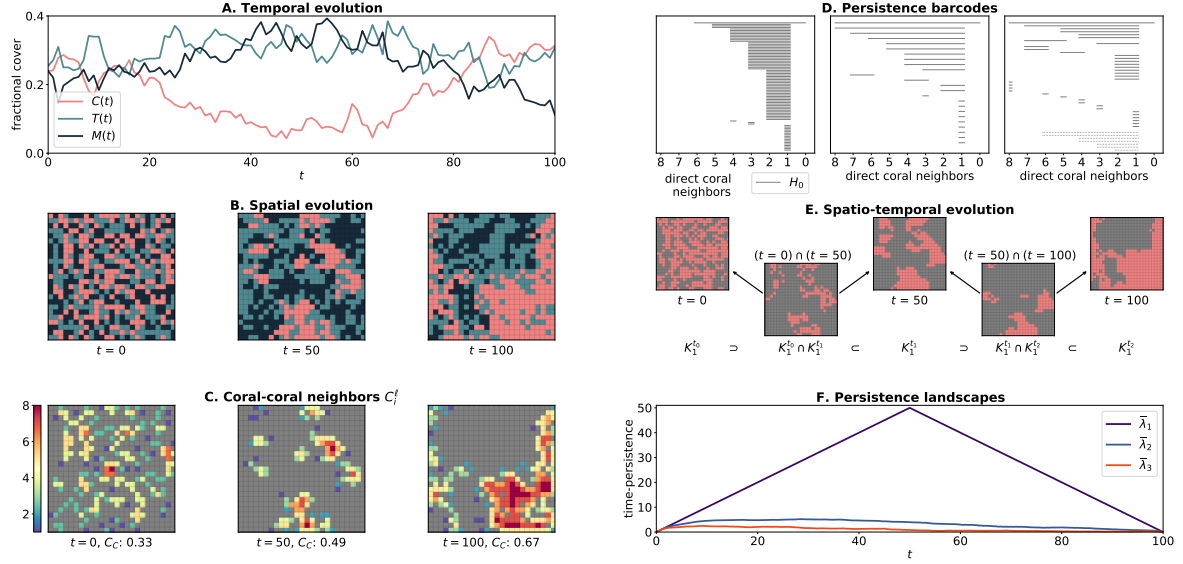 A. Temporal evolution
fractional cover
0.4
0.2
0.0
C(t)
T(t)
M(t)
0 20 40 60 80 100
t
B. Spatial evolution
t = 0
t = 50
t = 100
C. Coral-coral neighbors C_i^ℓ
8
6
4
2
t = 0, C_C: 0.33
t = 50, C_C: 0.49
t = 100, C_C: 0.67
D. Persistence barcodes
8 7 6 5 4 3 2 1 0
direct coral
neighbors
H_0
8 7 6 5 4 3 2 1 0
direct coral neighbors
8 7 6 5 4 3 2 1 0
direct coral neighbors
E. Spatio-temporal evolution
(t = 0) ∩ (t = 50)
(t = 50) ∩ (t = 100)
t = 0
t = 50
t = 100
K_1^{t_0} ⊃ K_1^{t_0} ∩ K_1^{t_1} ⊂ K_1^{t_1} ⊃ K_1^{t_1} ∩ K_1^{t_2} ⊂ K_1^{t_2}
F. Persistence landscapes
time-persistence
50
40
30
20
10
0
λ̅_1
λ̅_2
λ̅_3
0 20 40 60 80 100
t